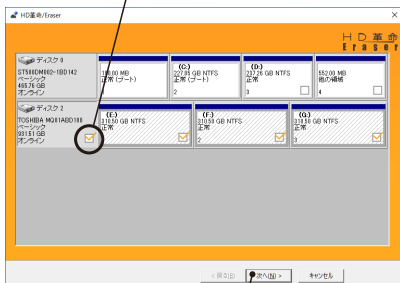 HD革命/Eraser
HD革命
Eraser
ディスク 0
ST500DM002-1BD142
ベーシック
465.76 GB
オンライン
100.00 MB
正常 (ブート)
1
(C:)
227.85 GB NTFS
正常 (ブート)
2
(D:)
237.26 GB NTFS
正常
3
552.00 MB
他の領域
4
ディスク 2
TOSHIBA MQ01ABD100
ベーシック
931.51 GB
オンライン
(E:)
310.50 GB NTFS
正常
(F:)
310.50 GB NTFS
正常
2
(G:)
310.50 GB NTFS
正常
3
< 戻る(B)
次へ(N) >
キャンセル